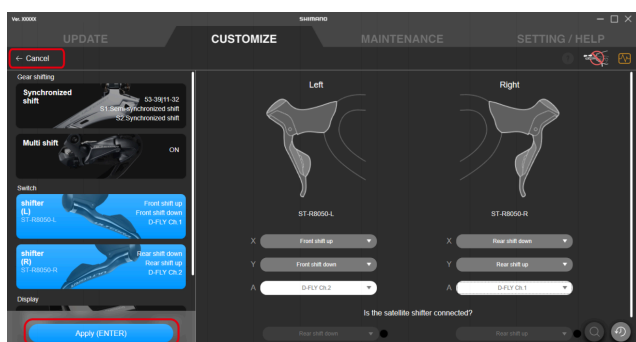 Ver. XXXXX
SHIMANO
UPDATE
CUSTOMIZE
MAINTENANCE
SETTING / HELP
← Cancel
Gear shifting
Synchronized shift
53-39|11-32
S1:Semi-synchronized shift
S2:Synchronized shift
Multi shift
ON
Switch
shifter
(L)
ST-R8050-L
Front shift up
Front shift down
D-FLY Ch.1
shifter
(R)
ST-R8050-R
Rear shift down
Rear shift up
D-FLY Ch.2
Display
Apply (ENTER)
Left
Right
ST-R8050-L
ST-R8050-R
X Front shift up
X Rear shift down
Y Front shift down
Y Rear shift up
A D-FLY Ch.2
A D-FLY Ch 1
Is the satellite shifter connected?
Rear shift down
Rear shift up